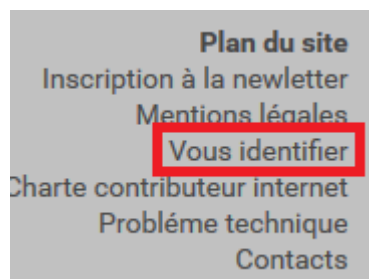 Plan du site
Inscription à la newletter
Mentions légales
Vous identifier
Charte contributeur internet
Probléme technique
Contacts